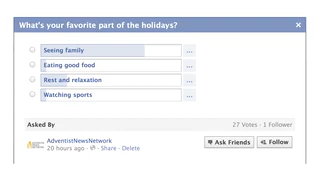 What's your favorite part of the holidays? ×
Seeing family ...
Eating good food ...
Rest and relaxation ...
Watching sports ...
Asked By 27 Votes · 1 Follower
AdventistNewsNetwork
20 hours ago · Share · Delete
Ask Friends Follow